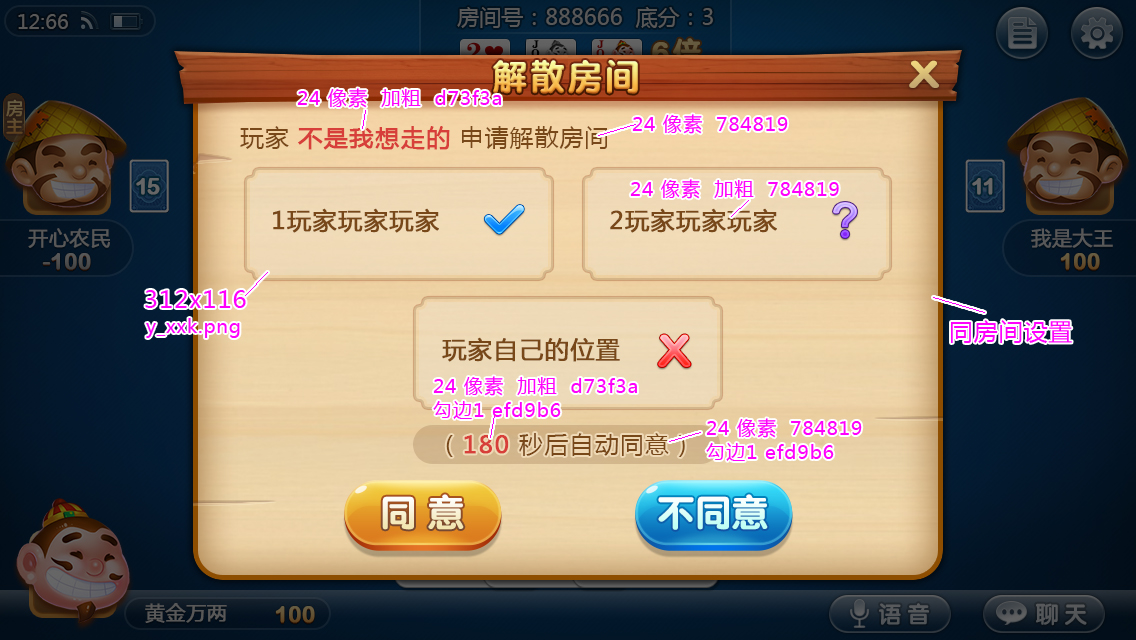 12:66
房间号：888666 底分：3
2 J J 6倍
解散房间
24 像素 加粗 d73f3a
房主
玩家 不是我想走的 申请解散房间
24 像素 784819
15
11
24 像素 加粗 784819
1玩家玩家玩家
2玩家玩家玩家
开心农民
-100
我是大王
100
312x116
y_xxk.png
同房间设置
玩家自己的位置
24 像素 加粗 d73f3a
勾边1 efd9b6
24 像素 784819
勾边1 efd9b6
（180 秒后自动同意）
同意
不同意
黄金万两 100
语音
聊天